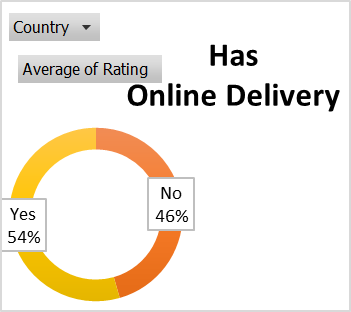 Country
Has
Online Delivery
Average of Rating
No
46%
Yes
54%